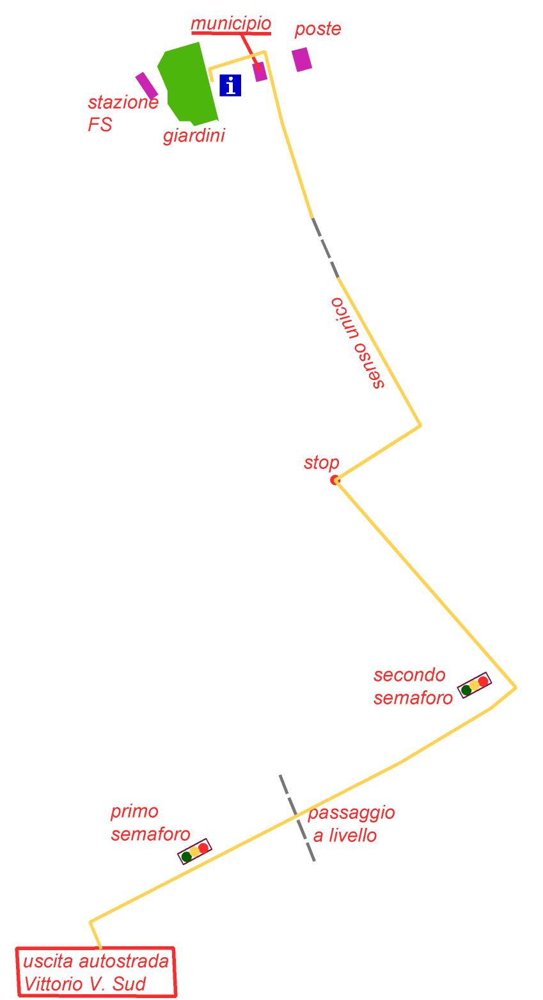 municipio
poste
stazione
FS
i
giardini
senso unico
stop
secondo
semaforo
primo
semaforo
passaggio
a livello
uscita autostrada
Vittorio V. Sud